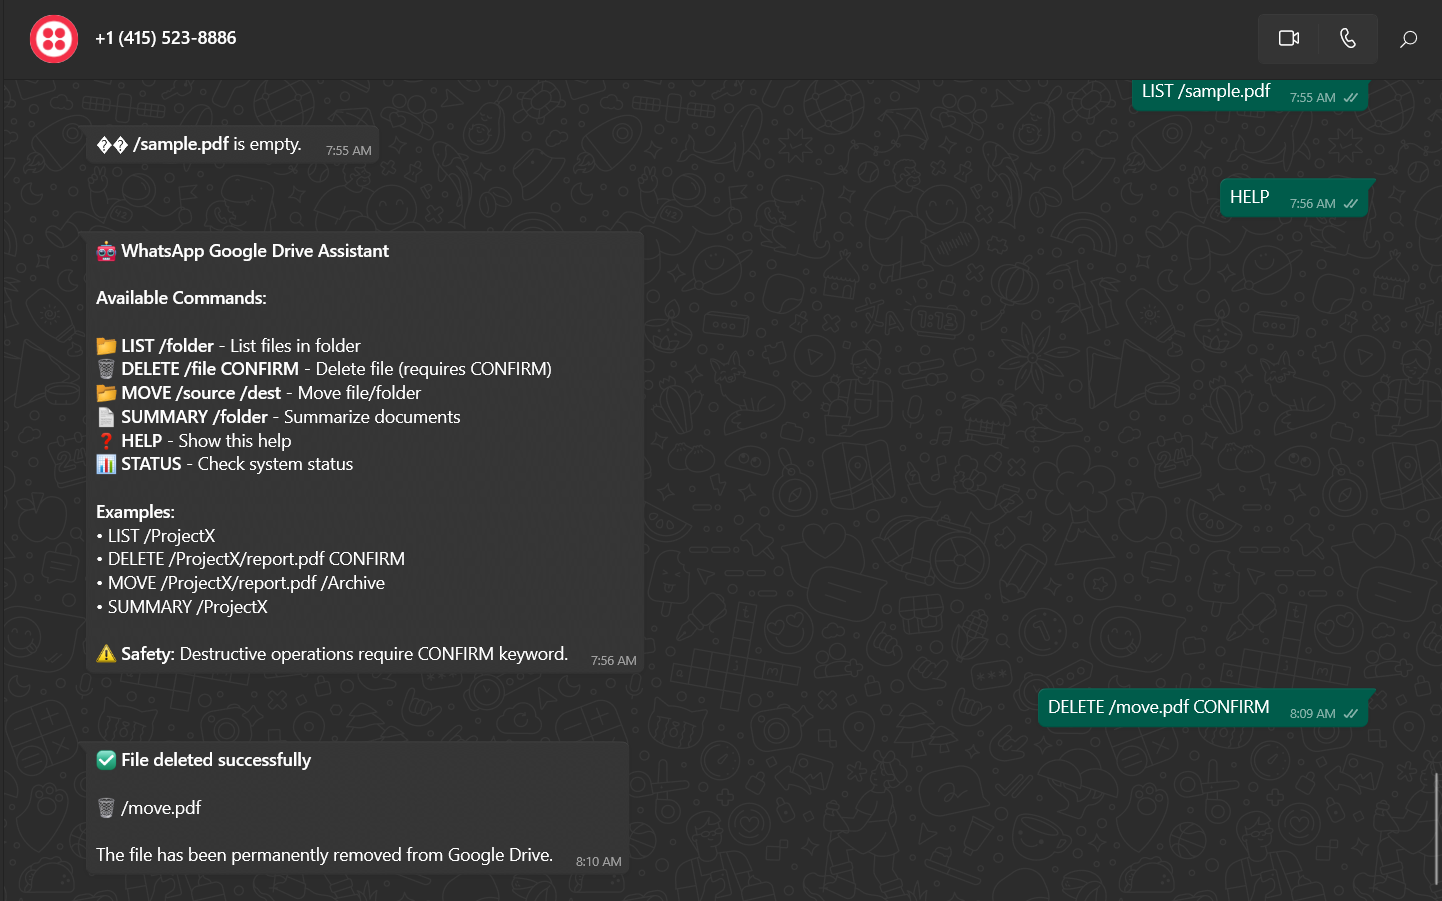 +1 (415) 523-8886
LIST /sample.pdf 7:55 AM
�� /sample.pdf is empty. 7:55 AM
HELP 7:56 AM
🤖 WhatsApp Google Drive Assistant
Available Commands:
📁 LIST /folder - List files in folder
🗑️ DELETE /file CONFIRM - Delete file (requires CONFIRM)
📂 MOVE /source /dest - Move file/folder
📄 SUMMARY /folder - Summarize documents
❓ HELP - Show this help
📊 STATUS - Check system status
Examples:
• LIST /ProjectX
• DELETE /ProjectX/report.pdf CONFIRM
• MOVE /ProjectX/report.pdf /Archive
• SUMMARY /ProjectX
⚠️ Safety: Destructive operations require CONFIRM keyword. 7:56 AM
DELETE /move.pdf CONFIRM 8:09 AM
✅ File deleted successfully
🗑️ /move.pdf
The file has been permanently removed from Google Drive. 8:10 AM